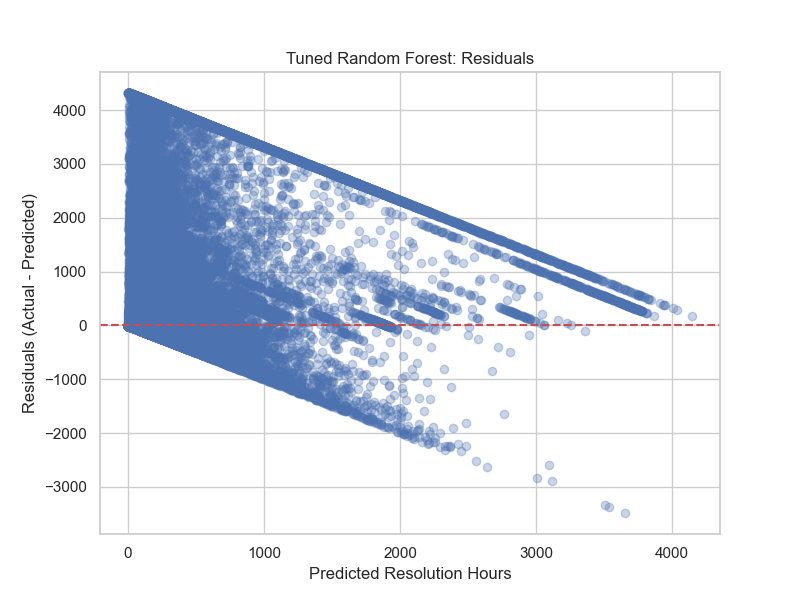 Tuned Random Forest: Residuals
Residuals (Actual - Predicted)
4000
3000
2000
1000
0
−1000
−2000
−3000
0 1000 2000 3000 4000
Predicted Resolution Hours